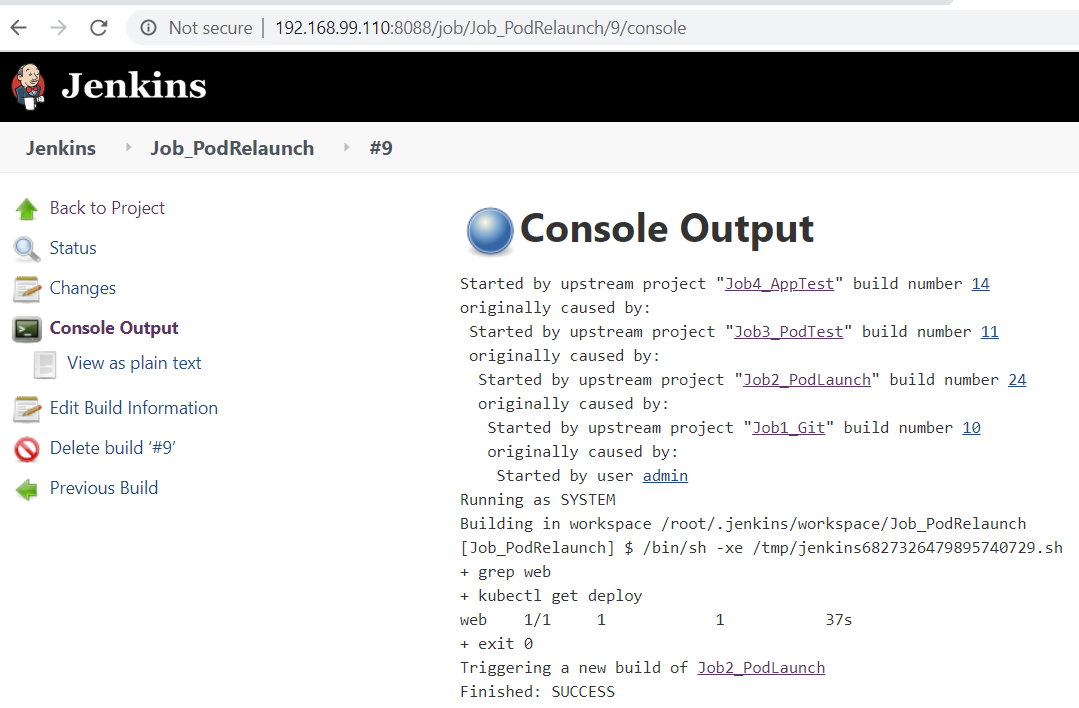 Not secure | 192.168.99.110:8088/job/Job_PodRelaunch/9/console
Jenkins
Jenkins Job_PodRelaunch #9
Back to Project
Status
Changes
Console Output
View as plain text
Edit Build Information
Delete build ‘#9’
Previous Build
Console Output
Started by upstream project "Job4_AppTest" build number 14
originally caused by:
Started by upstream project "Job3_PodTest" build number 11
originally caused by:
Started by upstream project "Job2_PodLaunch" build number 24
originally caused by:
Started by upstream project "Job1_Git" build number 10
originally caused by:
Started by user admin
Running as SYSTEM
Building in workspace /root/.jenkins/workspace/Job_PodRelaunch
[Job_PodRelaunch] $ /bin/sh -xe /tmp/jenkins6827326479895740729.sh
+ grep web
+ kubectl get deploy
web    1/1     1            1           37s
+ exit 0
Triggering a new build of Job2_PodLaunch
Finished: SUCCESS